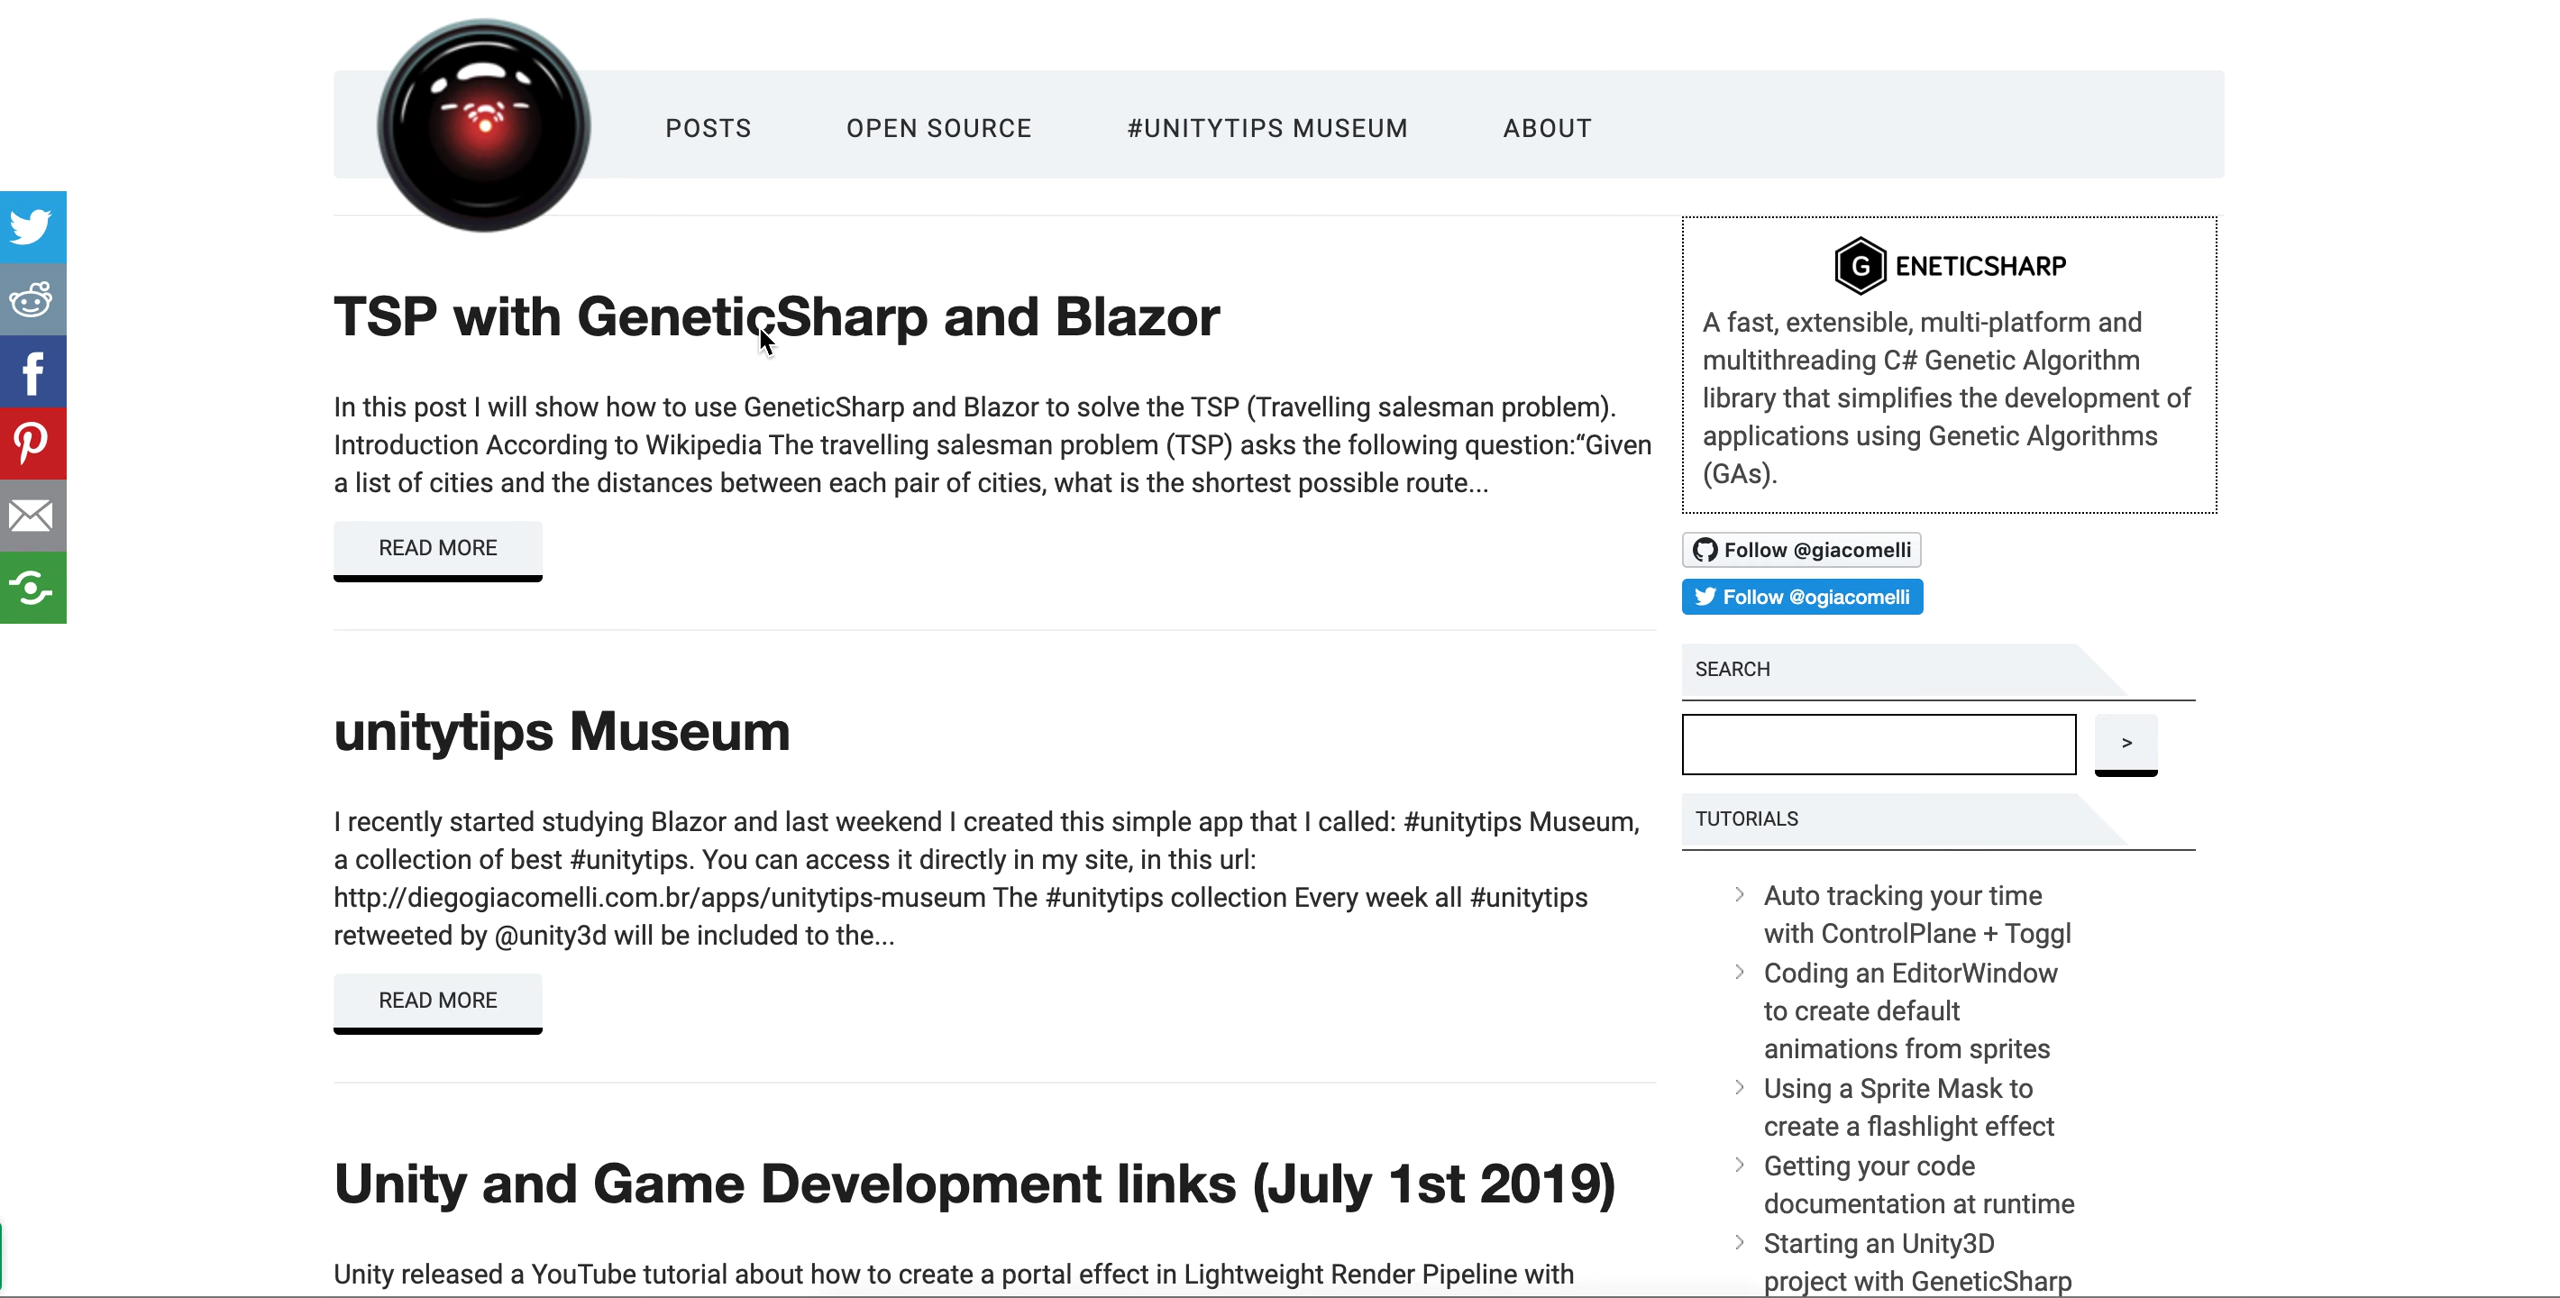 POSTS OPEN SOURCE #UNITYTIPS MUSEUM ABOUT
TSP with GeneticSharp and Blazor
In this post I will show how to use GeneticSharp and Blazor to solve the TSP (Travelling salesman problem).
Introduction According to Wikipedia The travelling salesman problem (TSP) asks the following question:“Given
a list of cities and the distances between each pair of cities, what is the shortest possible route...
READ MORE
unitytips Museum
I recently started studying Blazor and last weekend I created this simple app that I called: #unitytips Museum,
a collection of best #unitytips. You can access it directly in my site, in this url:
http://diegogiacomelli.com.br/apps/unitytips-museum The #unitytips collection Every week all #unitytips
retweeted by @unity3d will be included to the...
READ MORE
Unity and Game Development links (July 1st 2019)
Unity released a YouTube tutorial about how to create a portal effect in Lightweight Render Pipeline with
G ENETICSHARP
A fast, extensible, multi-platform and
multithreading C# Genetic Algorithm
library that simplifies the development of
applications using Genetic Algorithms
(GAs).
Follow @giacomelli
Follow @ogiacomelli
SEARCH
>
TUTORIALS
Auto tracking your time
with ControlPlane + Toggl
Coding an EditorWindow
to create default
animations from sprites
Using a Sprite Mask to
create a flashlight effect
Getting your code
documentation at runtime
Starting an Unity3D
project with GeneticSharp